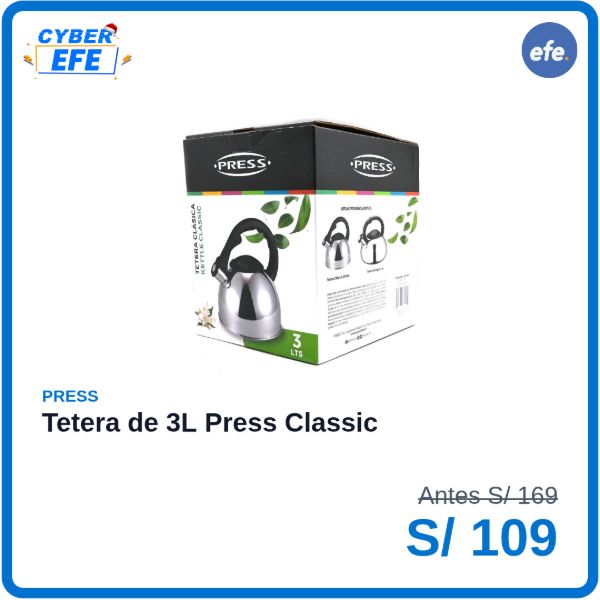 CYBER
EFE
efe.
PRESS
PRESS
TETERA CLÁSICA
KETTLE CLASSIC
3
LTS
PRESS
Tetera de 3L Press Classic
Antes S/ 169
S/ 109